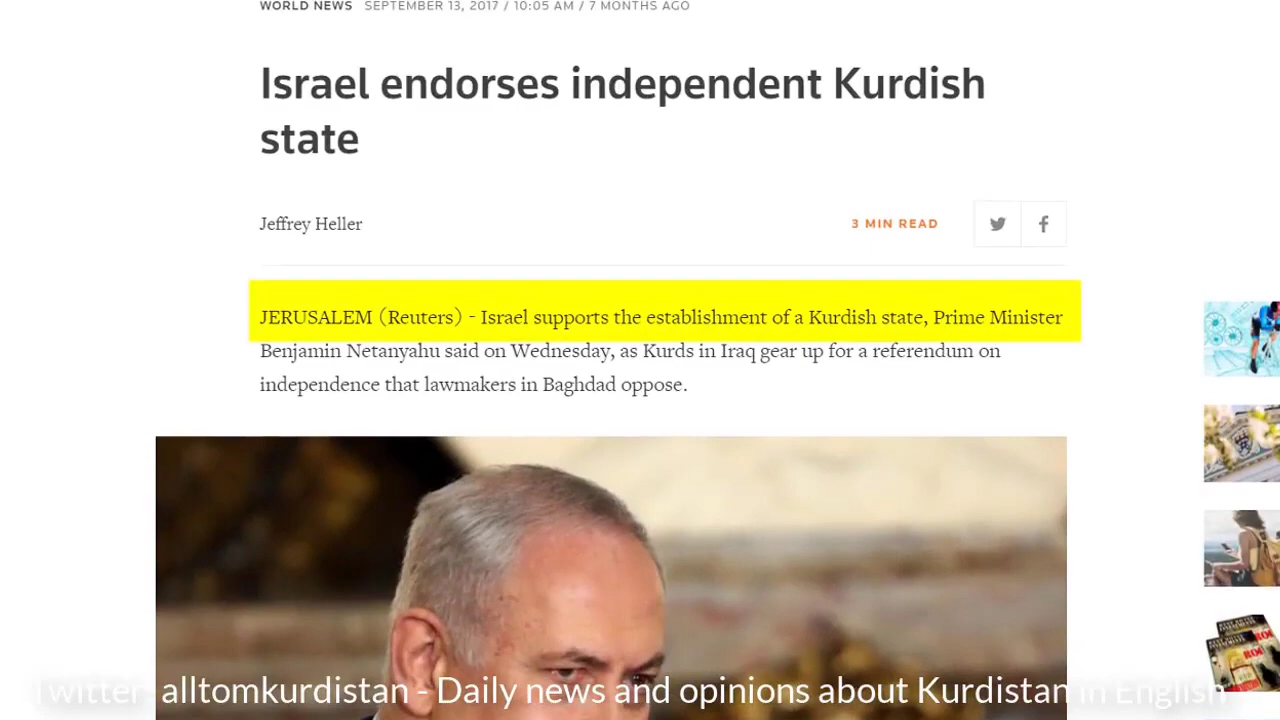 WORLD NEWS SEPTEMBER 13, 2017 / 10:05 AM / 7 MONTHS AGO
Israel endorses independent Kurdish
state
Jeffrey Heller
3 MIN READ
JERUSALEM (Reuters) - Israel supports the establishment of a Kurdish state, Prime Minister
Benjamin Netanyahu said on Wednesday, as Kurds in Iraq gear up for a referendum on
independence that lawmakers in Baghdad oppose.
Twitter: alltomkurdistan - Daily news and opinions about Kurdistan in English